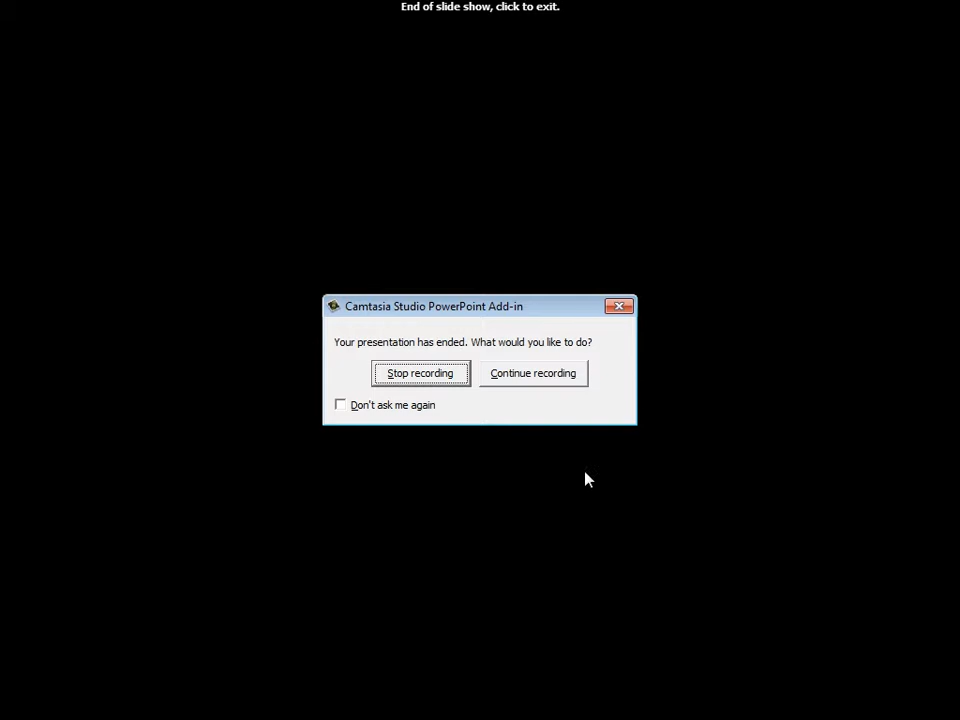 End of slide show, click to exit.
Camtasia Studio PowerPoint Add-in
Your presentation has ended. What would you like to do?
Stop recording Continue recording
Don't ask me again